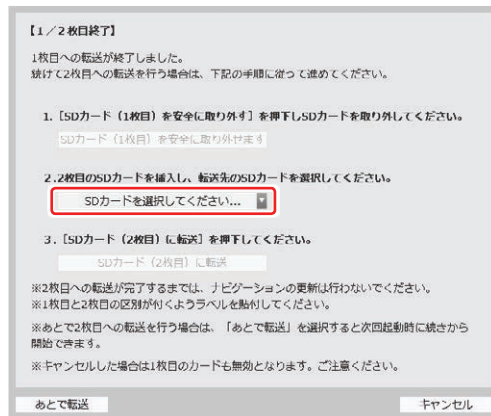 【1/2枚目終了】
1枚目への転送が終了しました。
続けて2枚目への転送を行う場合は、下記の手順に従って進めてください。
1.［SDカード（1枚目）を安全に取り外す］を押下しSDカードを取り外してください。
SDカード（1枚目）を安全に取り外せます
2.2枚目のSDカードを挿入し、転送先のSDカードを選択してください。
SDカードを選択してください...
3.［SDカード（2枚目）に転送］を押下してください。
SDカード（2枚目）に転送
※2枚目への転送が完了するまでは、ナビゲーションの更新は行わないでください。
※1枚目と2枚目の区別が付くようラベルを貼付してください。
※あとで2枚目への転送を行う場合は、「あとで転送」を選択すると次回起動時に続きから
開始できます。
※キャンセルした場合は1枚目のカードも無効となります。ご注意ください。
あとで転送
キャンセル